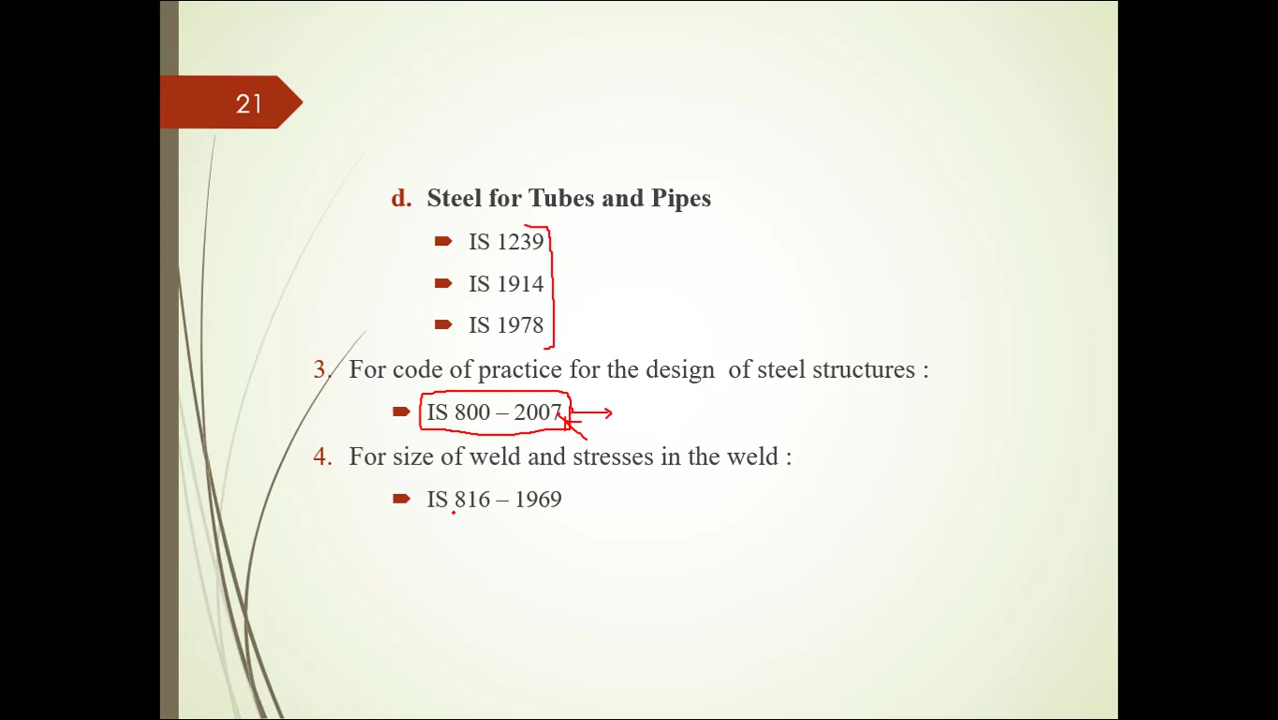 21
d. Steel for Tubes and Pipes
IS 1239
IS 1914
IS 1978
3. For code of practice for the design of steel structures :
IS 800 – 2007
4. For size of weld and stresses in the weld :
IS 816 – 1969